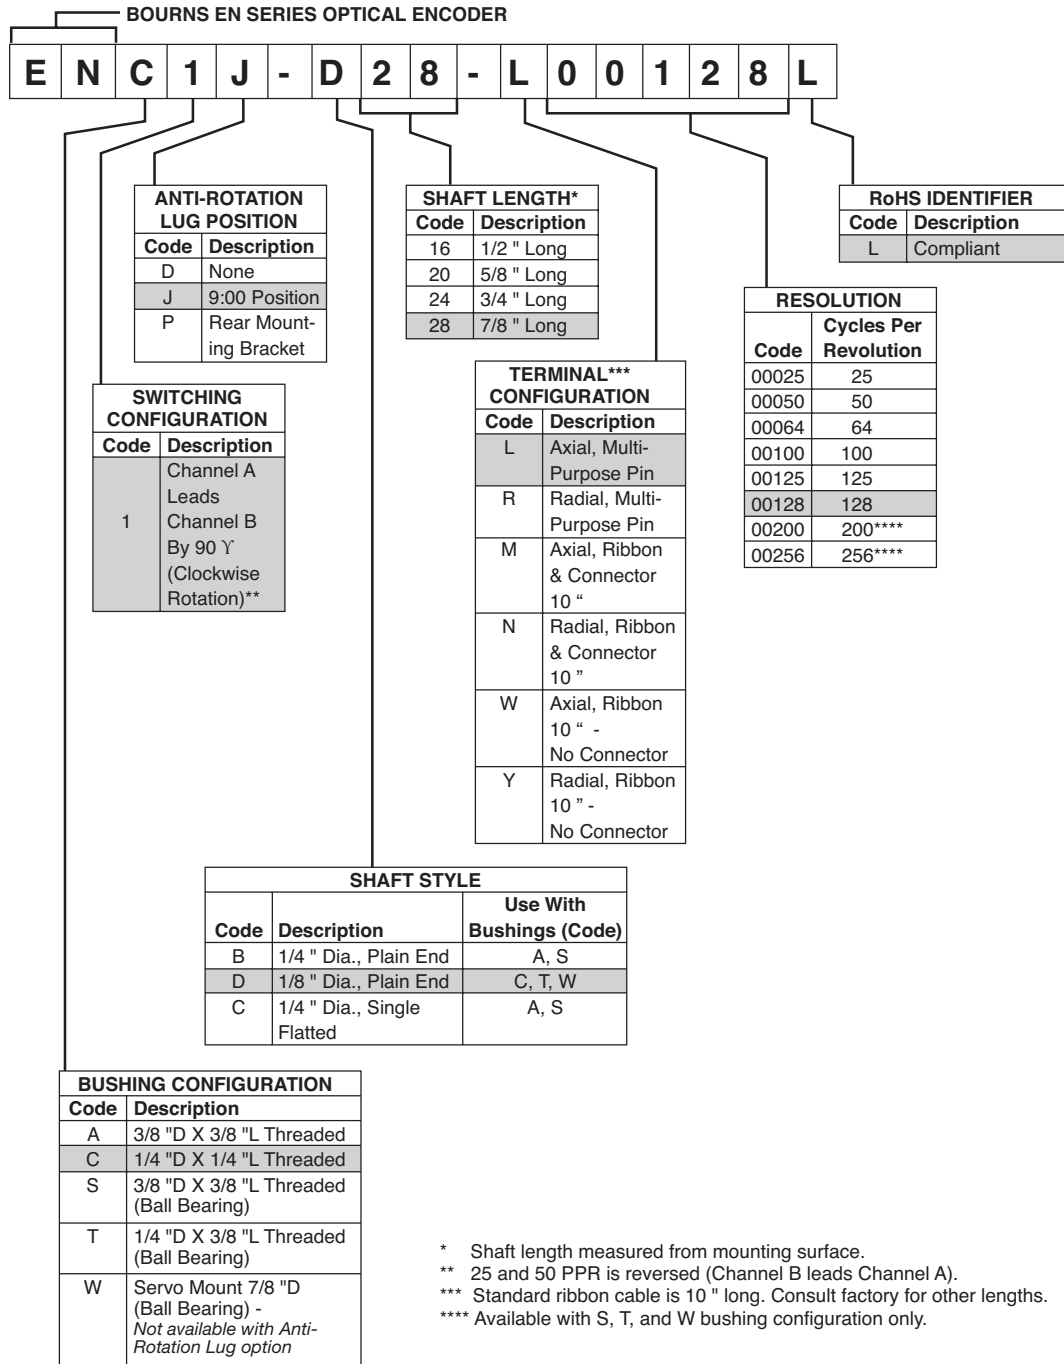 BOURNS EN SERIES OPTICAL ENCODER
E N C 1 J - D 2 8 - L 0 0 1 2 8 L
ANTI-ROTATION
LUG POSITION
Code Description
D None
J 9:00 Position
P Rear Mount-
ing Bracket
SHAFT LENGTH*
Code Description
16 1/2 " Long
20 5/8 " Long
24 3/4 " Long
28 7/8 " Long
RoHS IDENTIFIER
Code Description
L Compliant
RESOLUTION
Cycles Per
Code Revolution
00025 25
00050 50
00064 64
00100 100
00125 125
00128 128
00200 200****
00256 256****
SWITCHING
CONFIGURATION
Code Description
Channel A
Leads
1 Channel B
By 90 ϒ
(Clockwise
Rotation)**
TERMINAL***
CONFIGURATION
Code Description
L Axial, Multi-
Purpose Pin
R Radial, Multi-
Purpose Pin
M Axial, Ribbon
& Connector
10 “
N Radial, Ribbon
& Connector
10 ”
W Axial, Ribbon
10 “ -
No Connector
Y Radial, Ribbon
10 ” -
No Connector
SHAFT STYLE
Use With
Code Description Bushings (Code)
B 1/4 " Dia., Plain End A, S
D 1/8 " Dia., Plain End C, T, W
C 1/4 " Dia., Single A, S
Flatted
BUSHING CONFIGURATION
Code Description
A 3/8 "D X 3/8 "L Threaded
C 1/4 "D X 1/4 "L Threaded
S 3/8 "D X 3/8 "L Threaded
(Ball Bearing)
T 1/4 "D X 3/8 "L Threaded
(Ball Bearing)
W Servo Mount 7/8 "D
(Ball Bearing) -
Not available with Anti-
Rotation Lug option
* Shaft length measured from mounting surface.
** 25 and 50 PPR is reversed (Channel B leads Channel A).
*** Standard ribbon cable is 10 " long. Consult factory for other lengths.
**** Available with S, T, and W bushing configuration only.